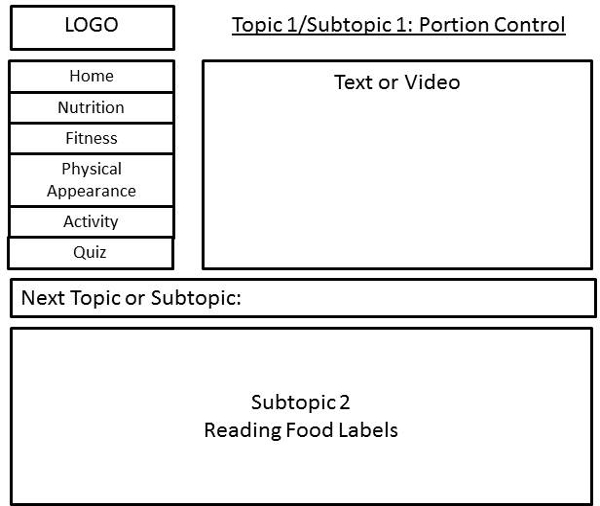 LOGO
Topic 1/Subtopic 1: Portion Control
Home
Nutrition
Fitness
Physical
Appearance
Activity
Quiz
Text or Video
Next Topic or Subtopic:
Subtopic 2
Reading Food Labels